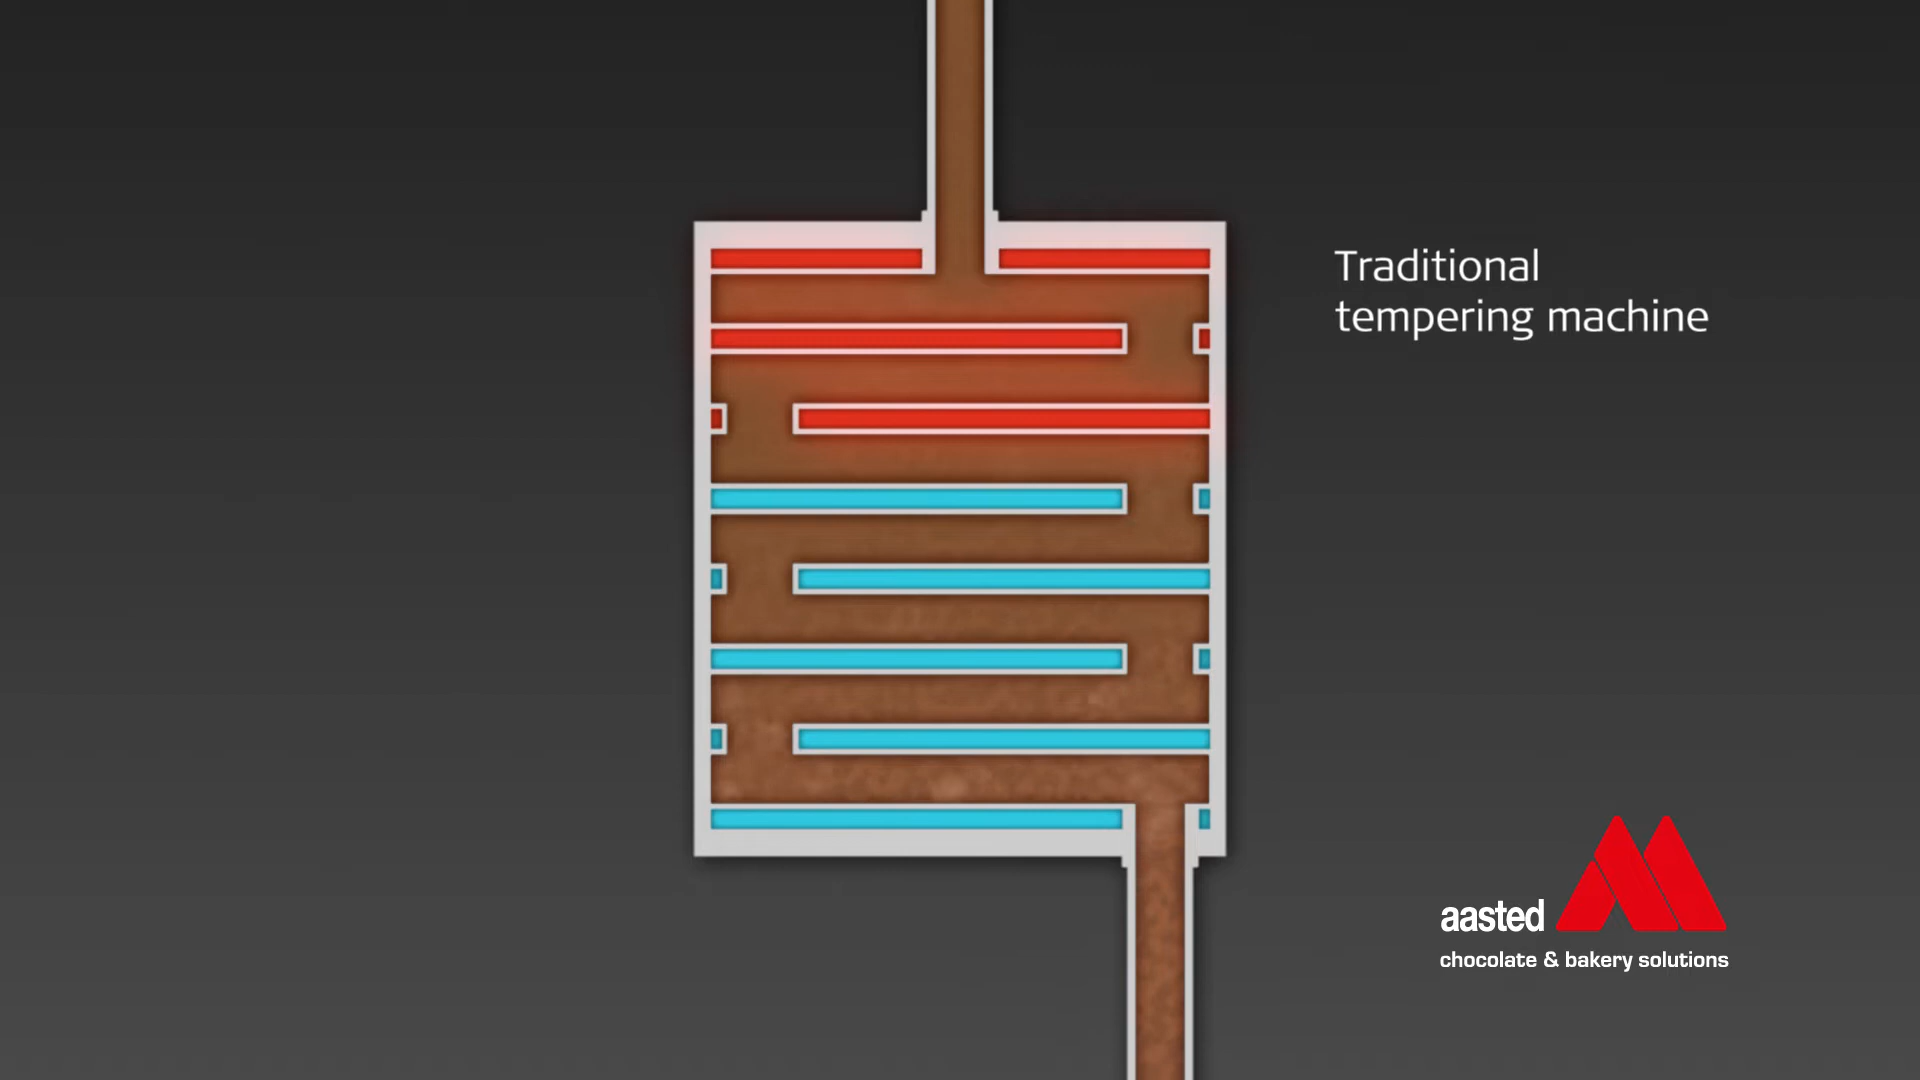 Traditional
tempering machine
aasted
chocolate & bakery solutions